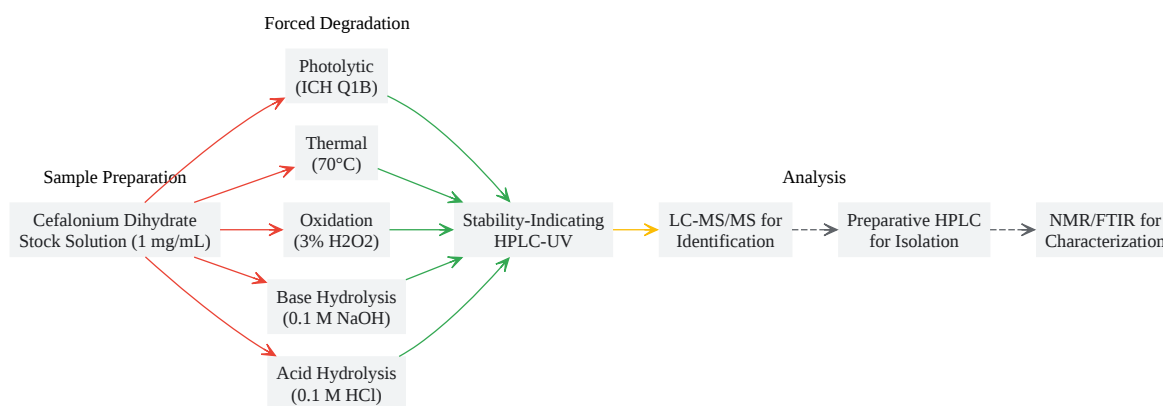 Forced Degradation
Photolytic
(ICH Q1B)
Thermal
(70°C)
Sample Preparation
Analysis
Cefalonium Dihydrate
Stock Solution (1 mg/mL)
Oxidation
(3% H2O2)
Stability-Indicating
HPLC-UV
LC-MS/MS for
Identification
Preparative HPLC
for Isolation
NMR/FTIR for
Characterization
Base Hydrolysis
(0.1 M NaOH)
Acid Hydrolysis
(0.1 M HCl)